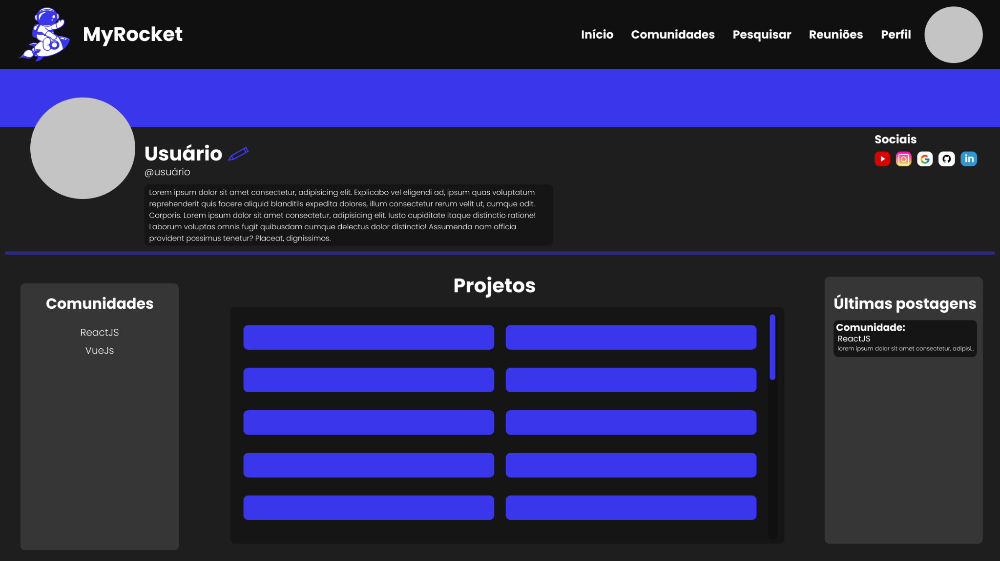 MyRocket
Início Comunidades Pesquisar Reuniões Perfil
Sociais
Usuário
@usuário
Lorem ipsum dolor sit amet consectetur, adipisicing elit. Explicabo vel eligendi ad, ipsum quas voluptatum
reprehenderit quis facere aliquid blanditiis expedita dolores, illum consectetur rerum velit ut, cumque odit.
Corporis. Lorem ipsum dolor sit amet consectetur, adipisicing elit. Iusto cupiditate itaque distinctio ratione!
Laborum voluptas omnis fugit quibusdam cumque delectus dolor distinctio! Assumenda nam officia
provident possimus tenetur? Placeat, dignissimos.
Comunidades
ReactJS
VueJs
Projetos
Últimas postagens
Comunidade:
ReactJS
lorem ipsum dolor sit amet consectetur, adipisi...